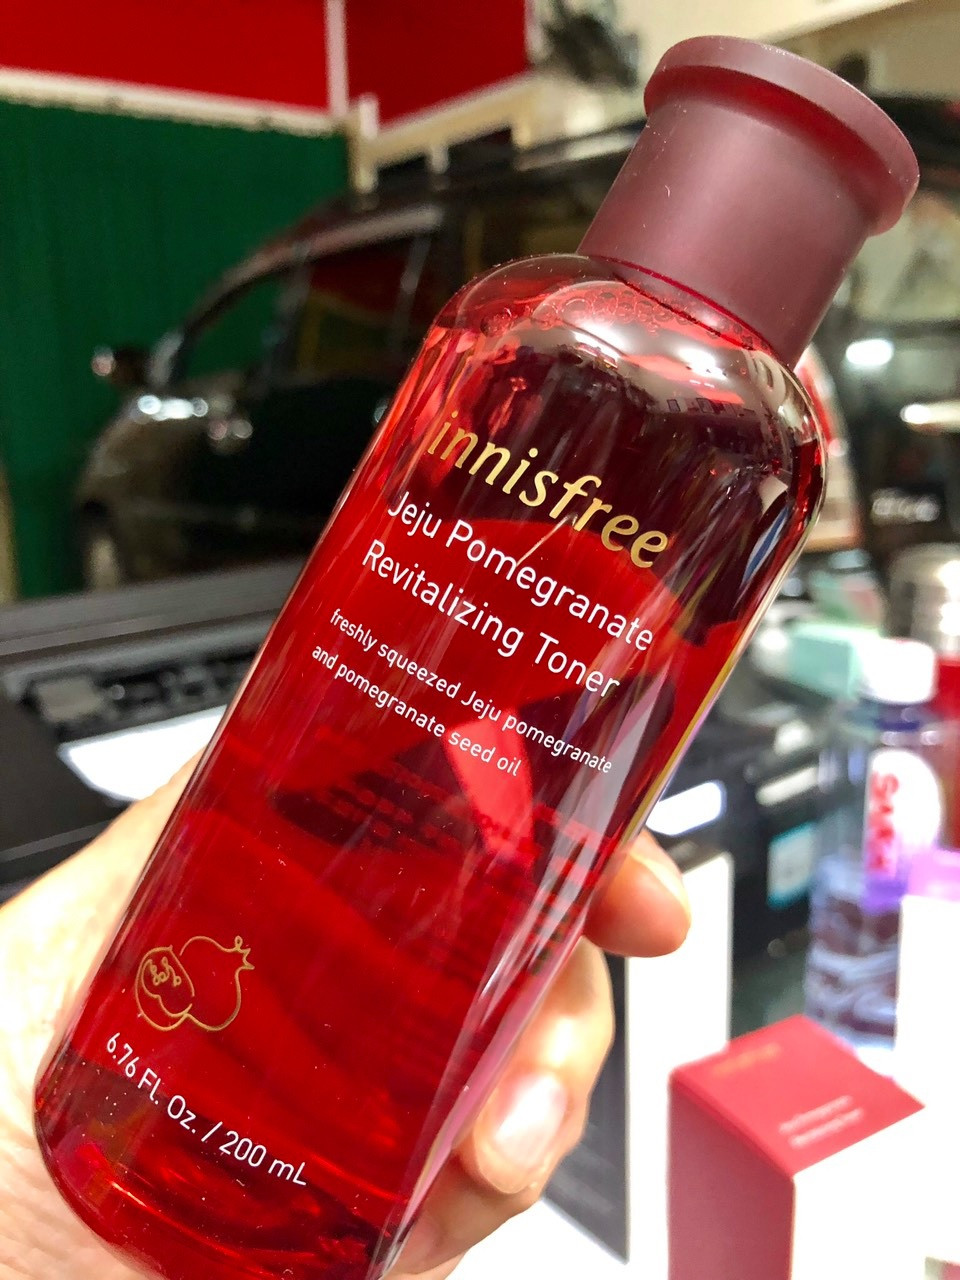 innisfree
Jeju Pomegranate
Revitalizing Toner
freshly squeezed Jeju pomegranate
and pomegranate seed oil
6.76 Fl. Oz. / 200 mL